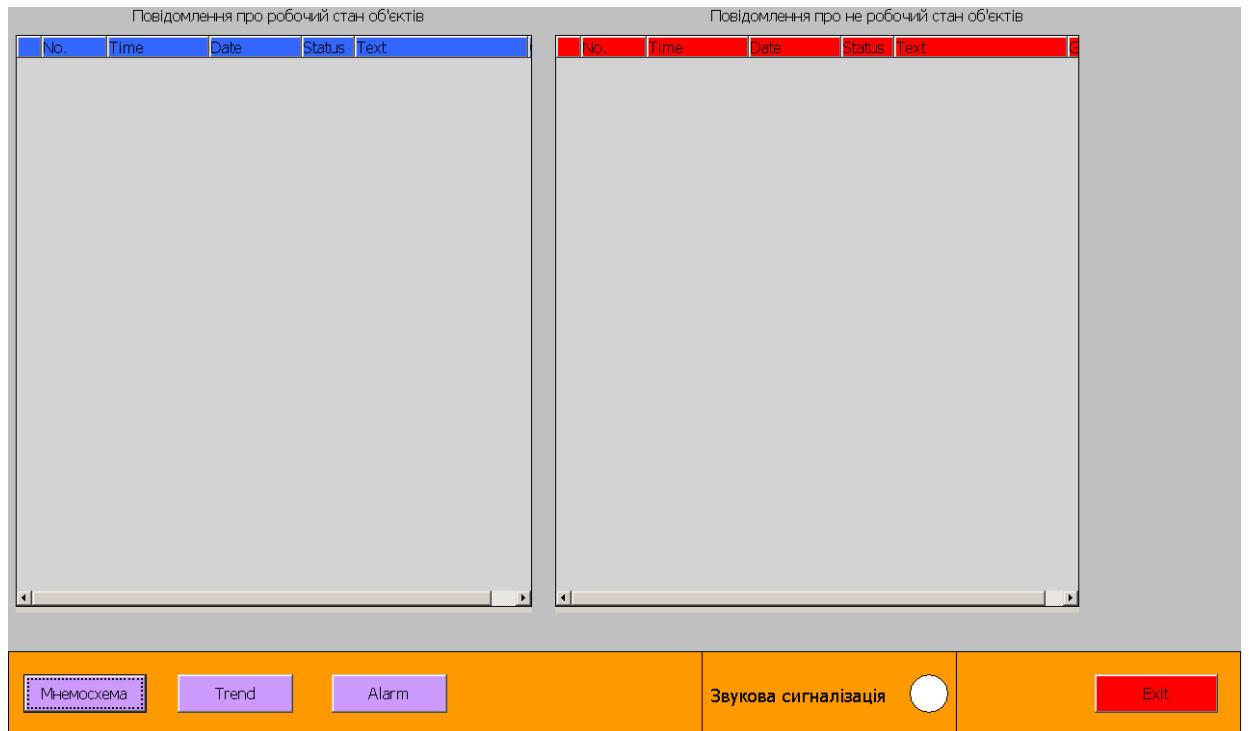 Повідомлення про робочий стан об'єктів
Повідомлення про не робочий стан об'єктів
No. Time Date Status Text
No. Time Date Status Text G
Мнемосхема Trend Alarm Звукова сигналізація Exit